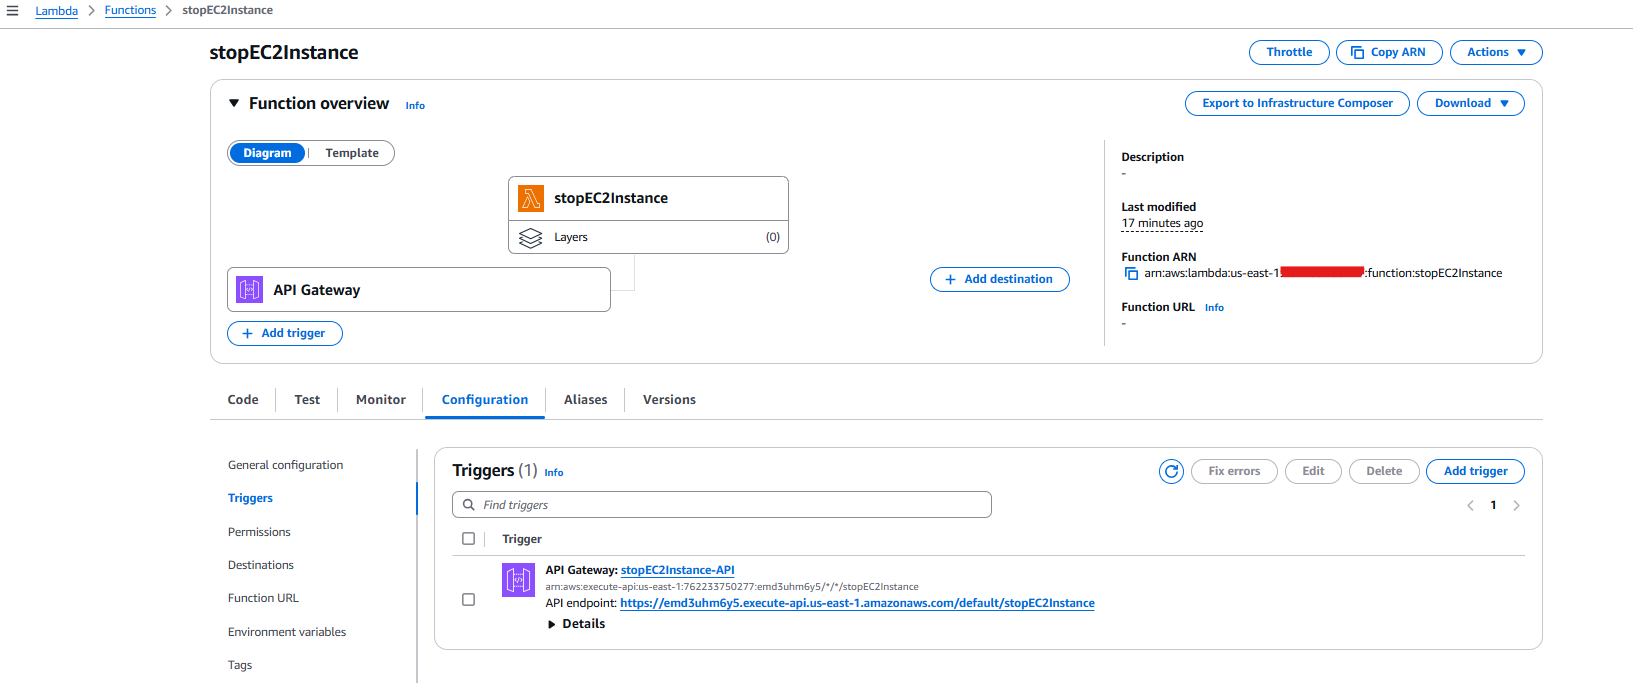 Lambda > Functions > stopEC2Instance
stopEC2Instance
Throttle
Copy ARN
Actions
Function overview Info
Export to Infrastructure Composer
Download
Diagram | Template
stopEC2Instance
Layers (0)
API Gateway
+ Add trigger
+ Add destination
Description
-
Last modified
17 minutes ago
Function ARN
arn:aws:lambda:us-east-1: :function:stopEC2Instance
Function URL Info
-
Code
Test
Monitor
Configuration
Aliases
Versions
General configuration
Triggers
Permissions
Destinations
Function URL
Environment variables
Tags
Triggers (1) Info
Fix errors
Edit
Delete
Add trigger
Find triggers
1
Trigger
API Gateway: stopEC2Instance-API
arn:aws:execute-api:us-east-1:762233750277:emd3uhm6y5/*/*/stopEC2Instance
API endpoint: https://emd3uhm6y5.execute-api.us-east-1.amazonaws.com/default/stopEC2Instance
Details